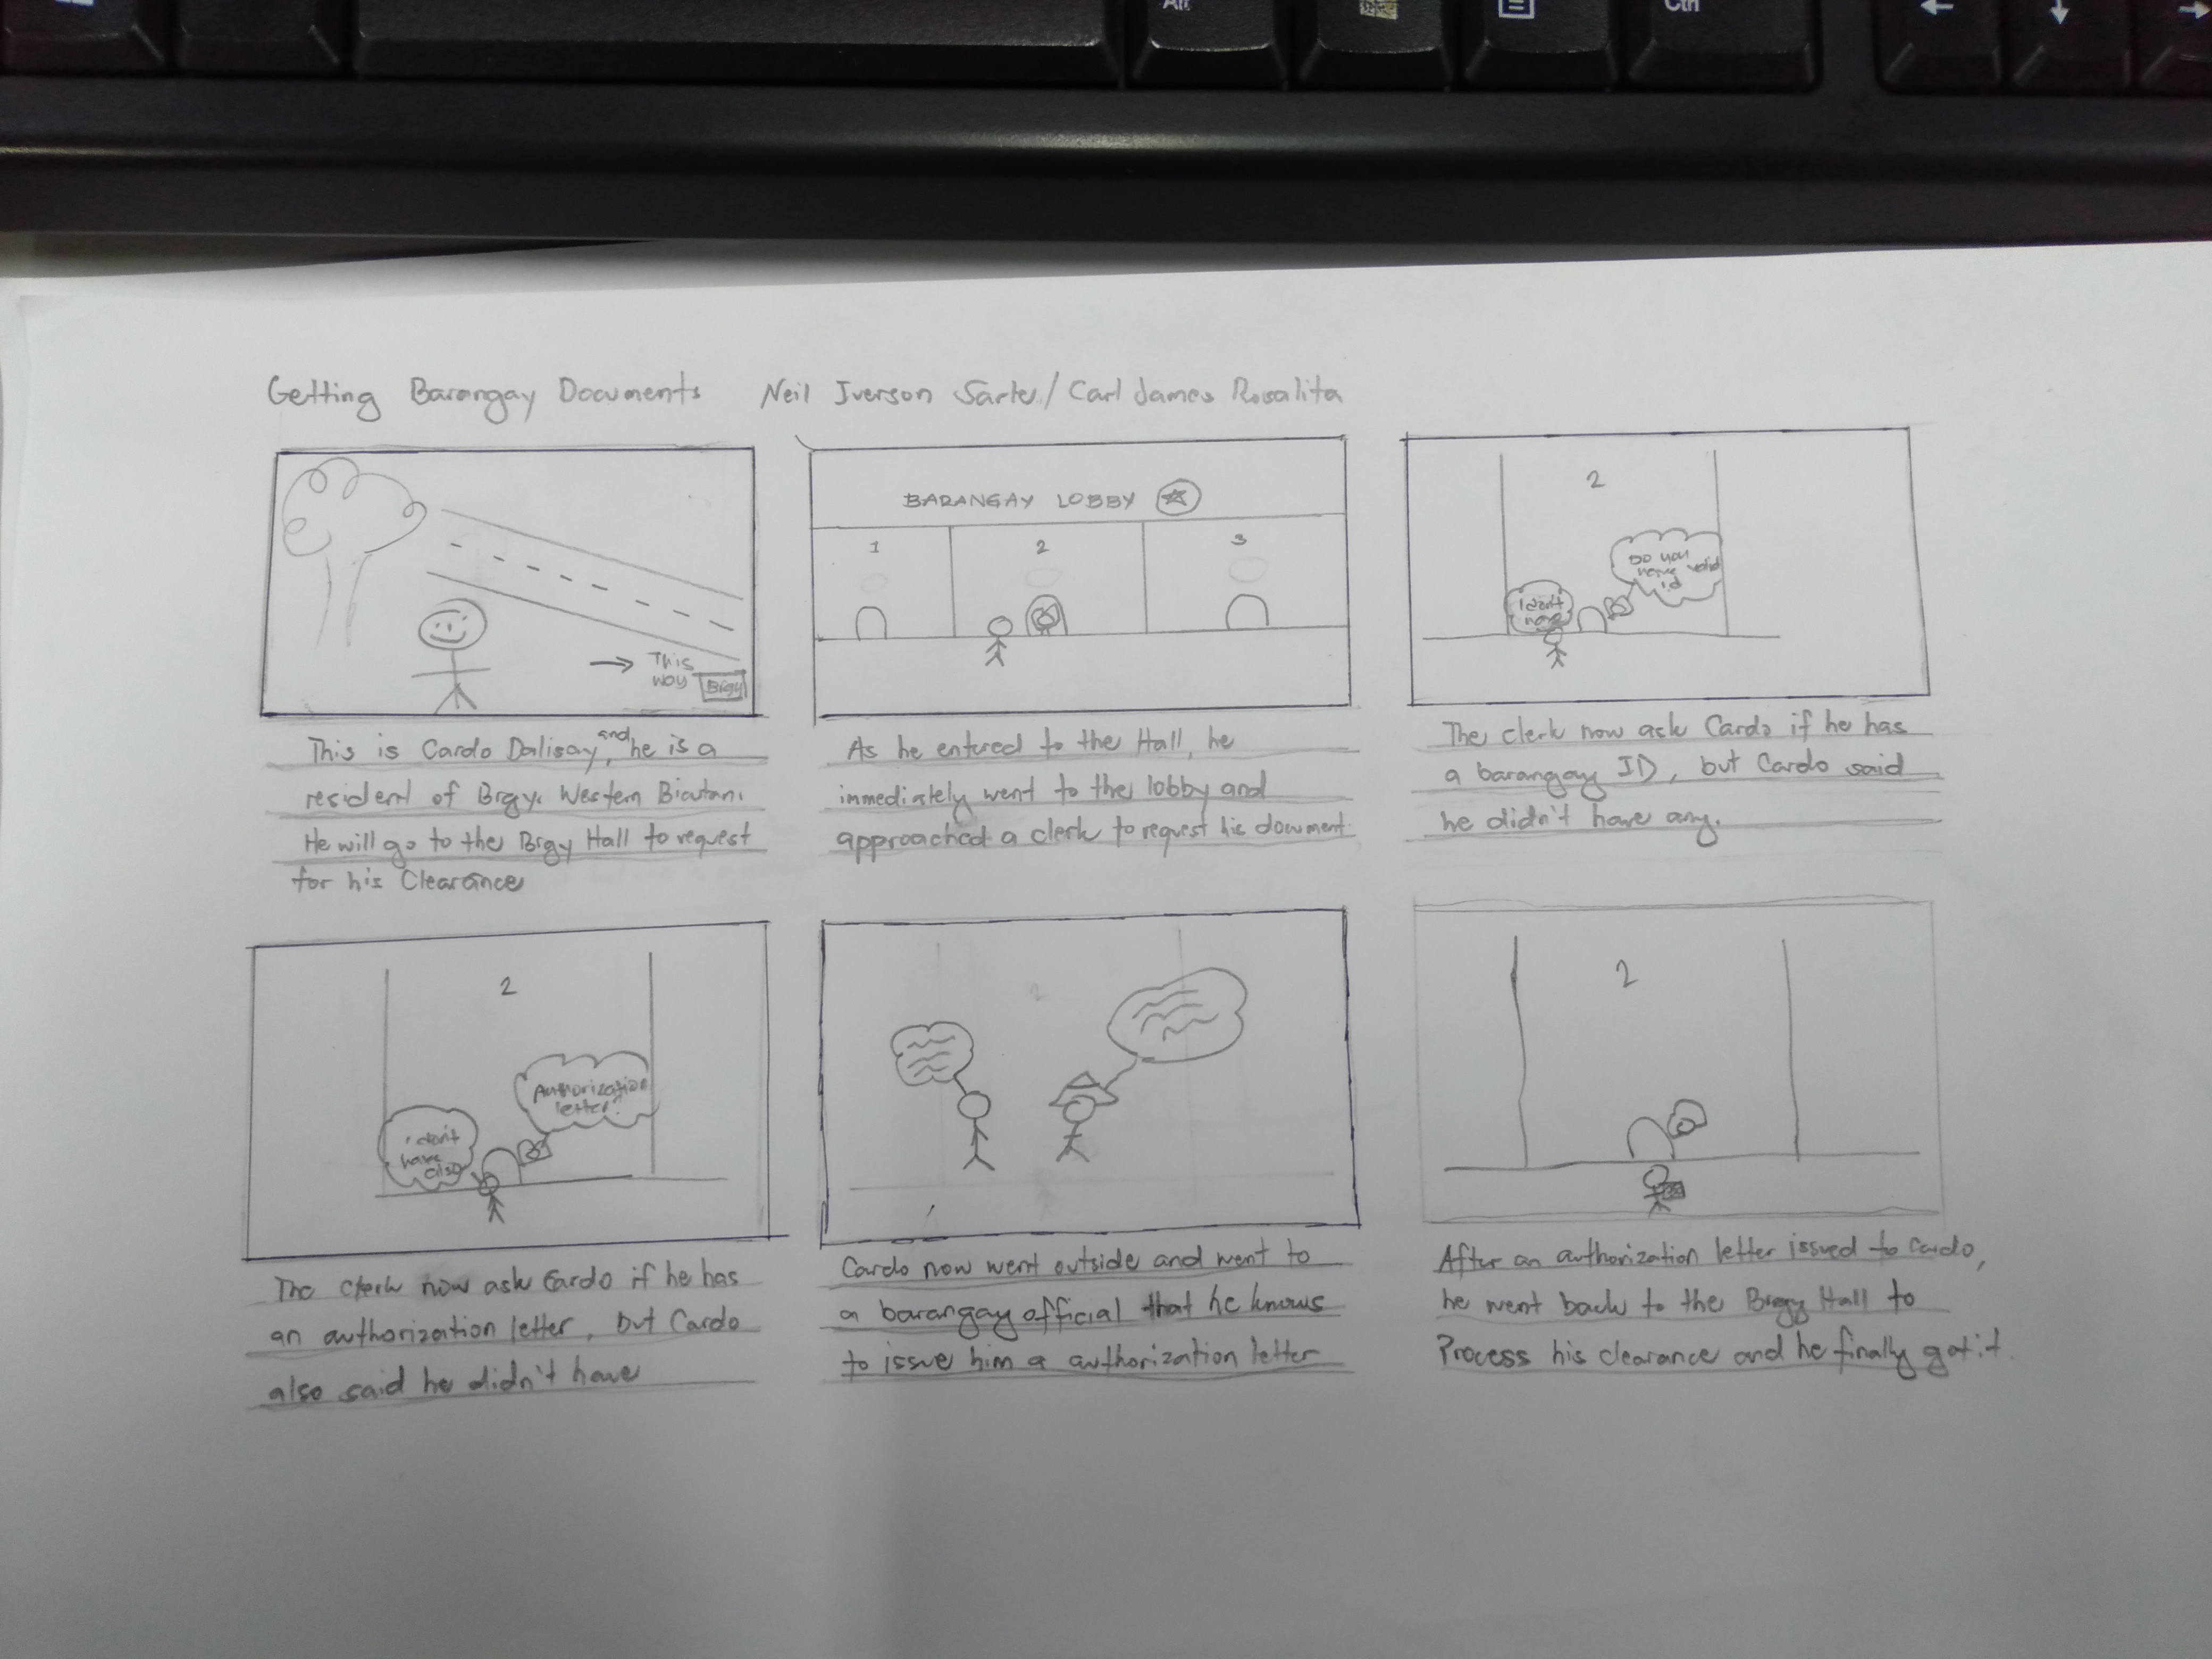 Alt
Ctrl
Getting Barangay Documents Neil Iverson / Carl James Rosalita
This way
Brgy
This is Cardo Dalisay, and he is a
resident of Brgy. Western Bicutan.
He will go to the Brgy Hall to request
for his Clearance
BARANGAY LOBBY
1
2
3
As he entered to the Hall, he
immediately went to the lobby and
approached a clerk to request his document.
2
Do you
have valid
id
I don't
have
The clerk now ask Cardo if he has
a barangay ID, but Cardo said
he didn't have any.
2
Authorization
letter?
i don't
have
also
The clerk now ask Cardo if he has
an authorization letter, but Cardo
also said he didn't have
2
Cardo now went outside and went to
a barangay official that he knows
to issue him a authorization letter
2
After an authorization letter issued to Cardo,
he went back to the Brgy Hall to
Process his clearance and he finally got it.